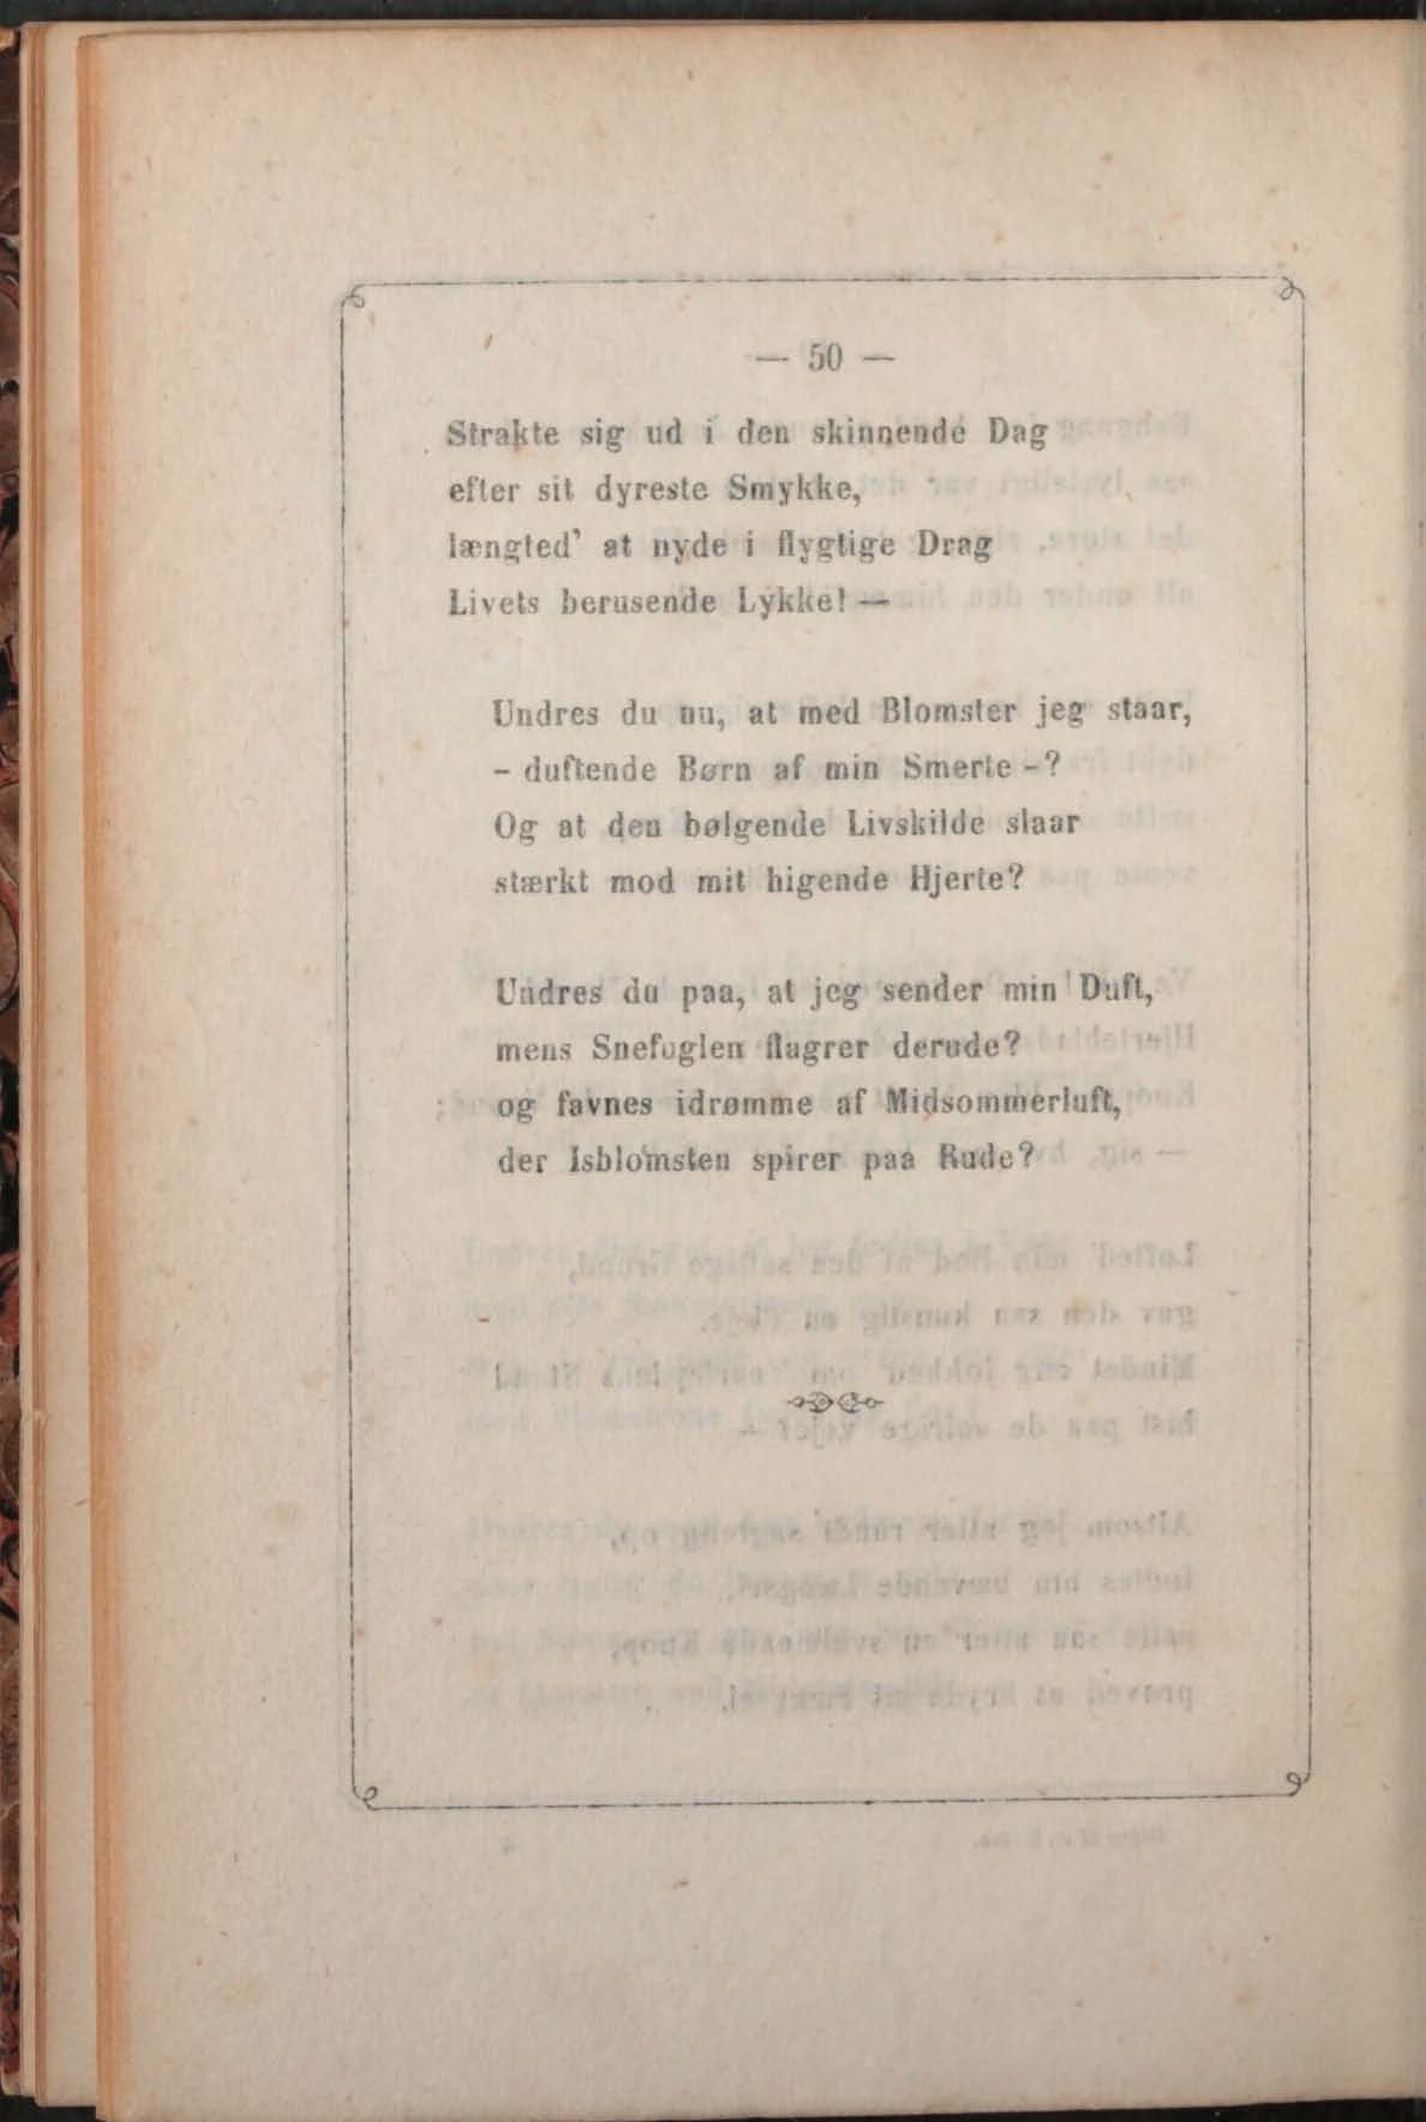 — 50 —
Strakte sig ud i den skinnende Dag
efter sit dyreste Smykke,
længted' at nyde i flygtige Drag
Livets berusende Lykke! —
Undres du nu, at med Blomster jeg staar,
– duftende Børn af min Smerte –?
Og at den bølgende Livskilde slaar
stærkt mod mit higende Hjerte?
Undres du paa, at jeg sender min Duft,
mens Snefuglen flagrer derude?
og favnes idrømme af Midsommerluft,
der Isblomsten spirer paa Rude?